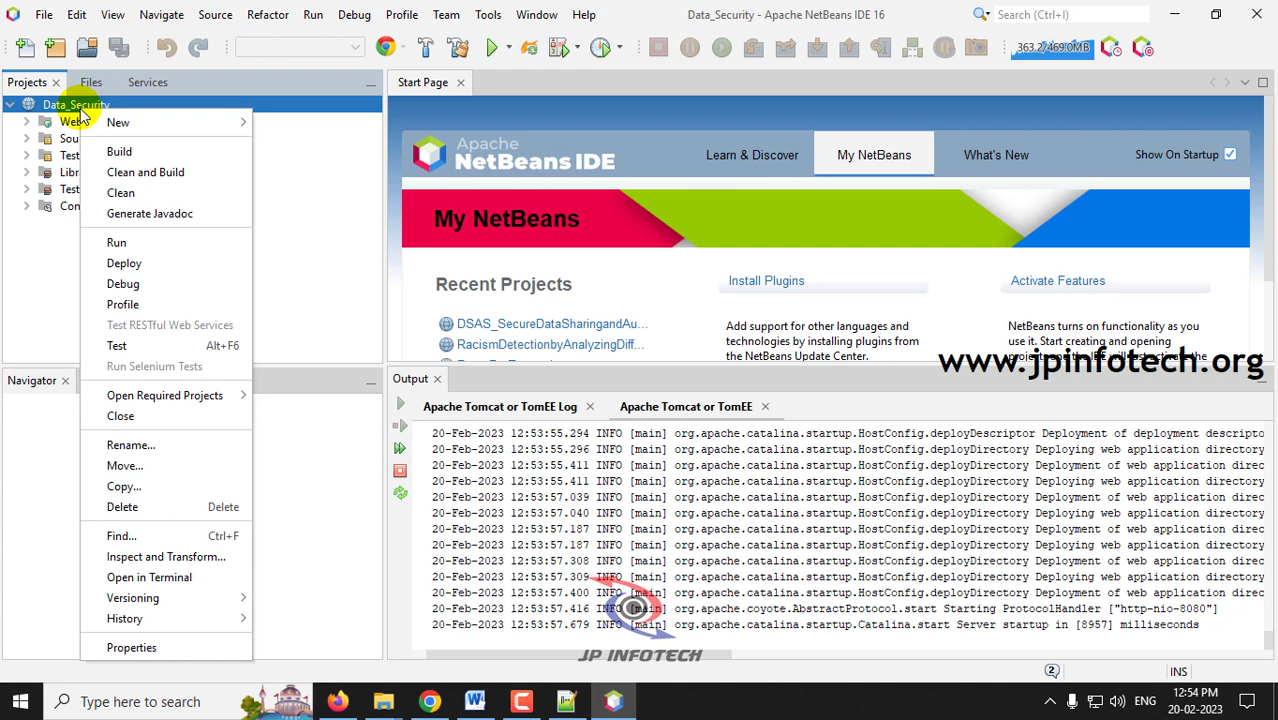 File Edit View Navigate Source Refactor Run Debug Profile Team Tools Window Help
Data_Security - Apache NetBeans IDE 16
Search (Ctrl+I)
363.2/469.0MB
Projects Files Services
Start Page
Data_Security
New
Build
Clean and Build
Clean
Generate Javadoc
Run
Deploy
Debug
Profile
Test RESTful Web Services
Test Alt+F6
Run Selenium Tests
Open Required Projects
Close
Rename...
Move...
Copy...
Delete Delete
Find... Ctrl+F
Inspect and Transform...
Open in Terminal
Versioning
History
Properties
We
Sou
Test
Libr
Test
Con
Navigator
Apache
NetBeans IDE
Learn & Discover
My NetBeans
What's New
Show On Startup
My NetBeans
Recent Projects
DSAS_SecureDataSharingandAu...
RacismDetectionbyAnalyzingDiff...
Install Plugins
Add support for other languages and
technologies by installing plugins from
the NetBeans Update Center.
Activate Features
NetBeans turns on functionality as you
use it. Start creating and opening
www.jpinfotech.org
Output
Apache Tomcat or TomEE Log
Apache Tomcat or TomEE
20-Feb-2023 12:53:55.294 INFO [main] org.apache.catalina.startup.HostConfig.deployDescriptor Deployment of deployment descripto
20-Feb-2023 12:53:55.296 INFO [main] org.apache.catalina.startup.HostConfig.deployDirectory Deploying web application directory
20-Feb-2023 12:53:55.411 INFO [main] org.apache.catalina.startup.HostConfig.deployDirectory Deployment of web application direc
20-Feb-2023 12:53:55.411 INFO [main] org.apache.catalina.startup.HostConfig.deployDirectory Deploying web application directory
20-Feb-2023 12:53:57.039 INFO [main] org.apache.catalina.startup.HostConfig.deployDirectory Deployment of web application direc
20-Feb-2023 12:53:57.040 INFO [main] org.apache.catalina.startup.HostConfig.deployDirectory Deploying web application directory
20-Feb-2023 12:53:57.187 INFO [main] org.apache.catalina.startup.HostConfig.deployDirectory Deployment of web application direc
20-Feb-2023 12:53:57.187 INFO [main] org.apache.catalina.startup.HostConfig.deployDirectory Deploying web application directory
20-Feb-2023 12:53:57.308 INFO [main] org.apache.catalina.startup.HostConfig.deployDirectory Deployment of web application direc
20-Feb-2023 12:53:57.309 INFO [main] org.apache.catalina.startup.HostConfig.deployDirectory Deploying web application directory
20-Feb-2023 12:53:57.400 INFO [main] org.apache.catalina.startup.HostConfig.deployDirectory Deployment of web application direc
20-Feb-2023 12:53:57.416 INFO [main] org.apache.coyote.AbstractProtocol.start Starting ProtocolHandler ["http-nio-8080"]
20-Feb-2023 12:53:57.679 INFO [main] org.apache.catalina.startup.Catalina.start Server startup in [8957] milliseconds
JP INFOTECH
2
INS
Type here to search
ENG
12:54 PM
20-02-2023
2